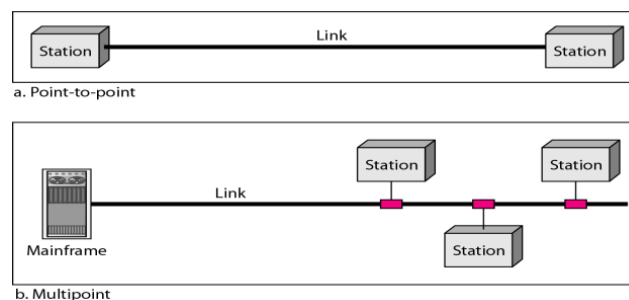 Link
Station
Station
a. Point-to-point
Station
Station
Link
Station
Mainframe
b. Multipoint